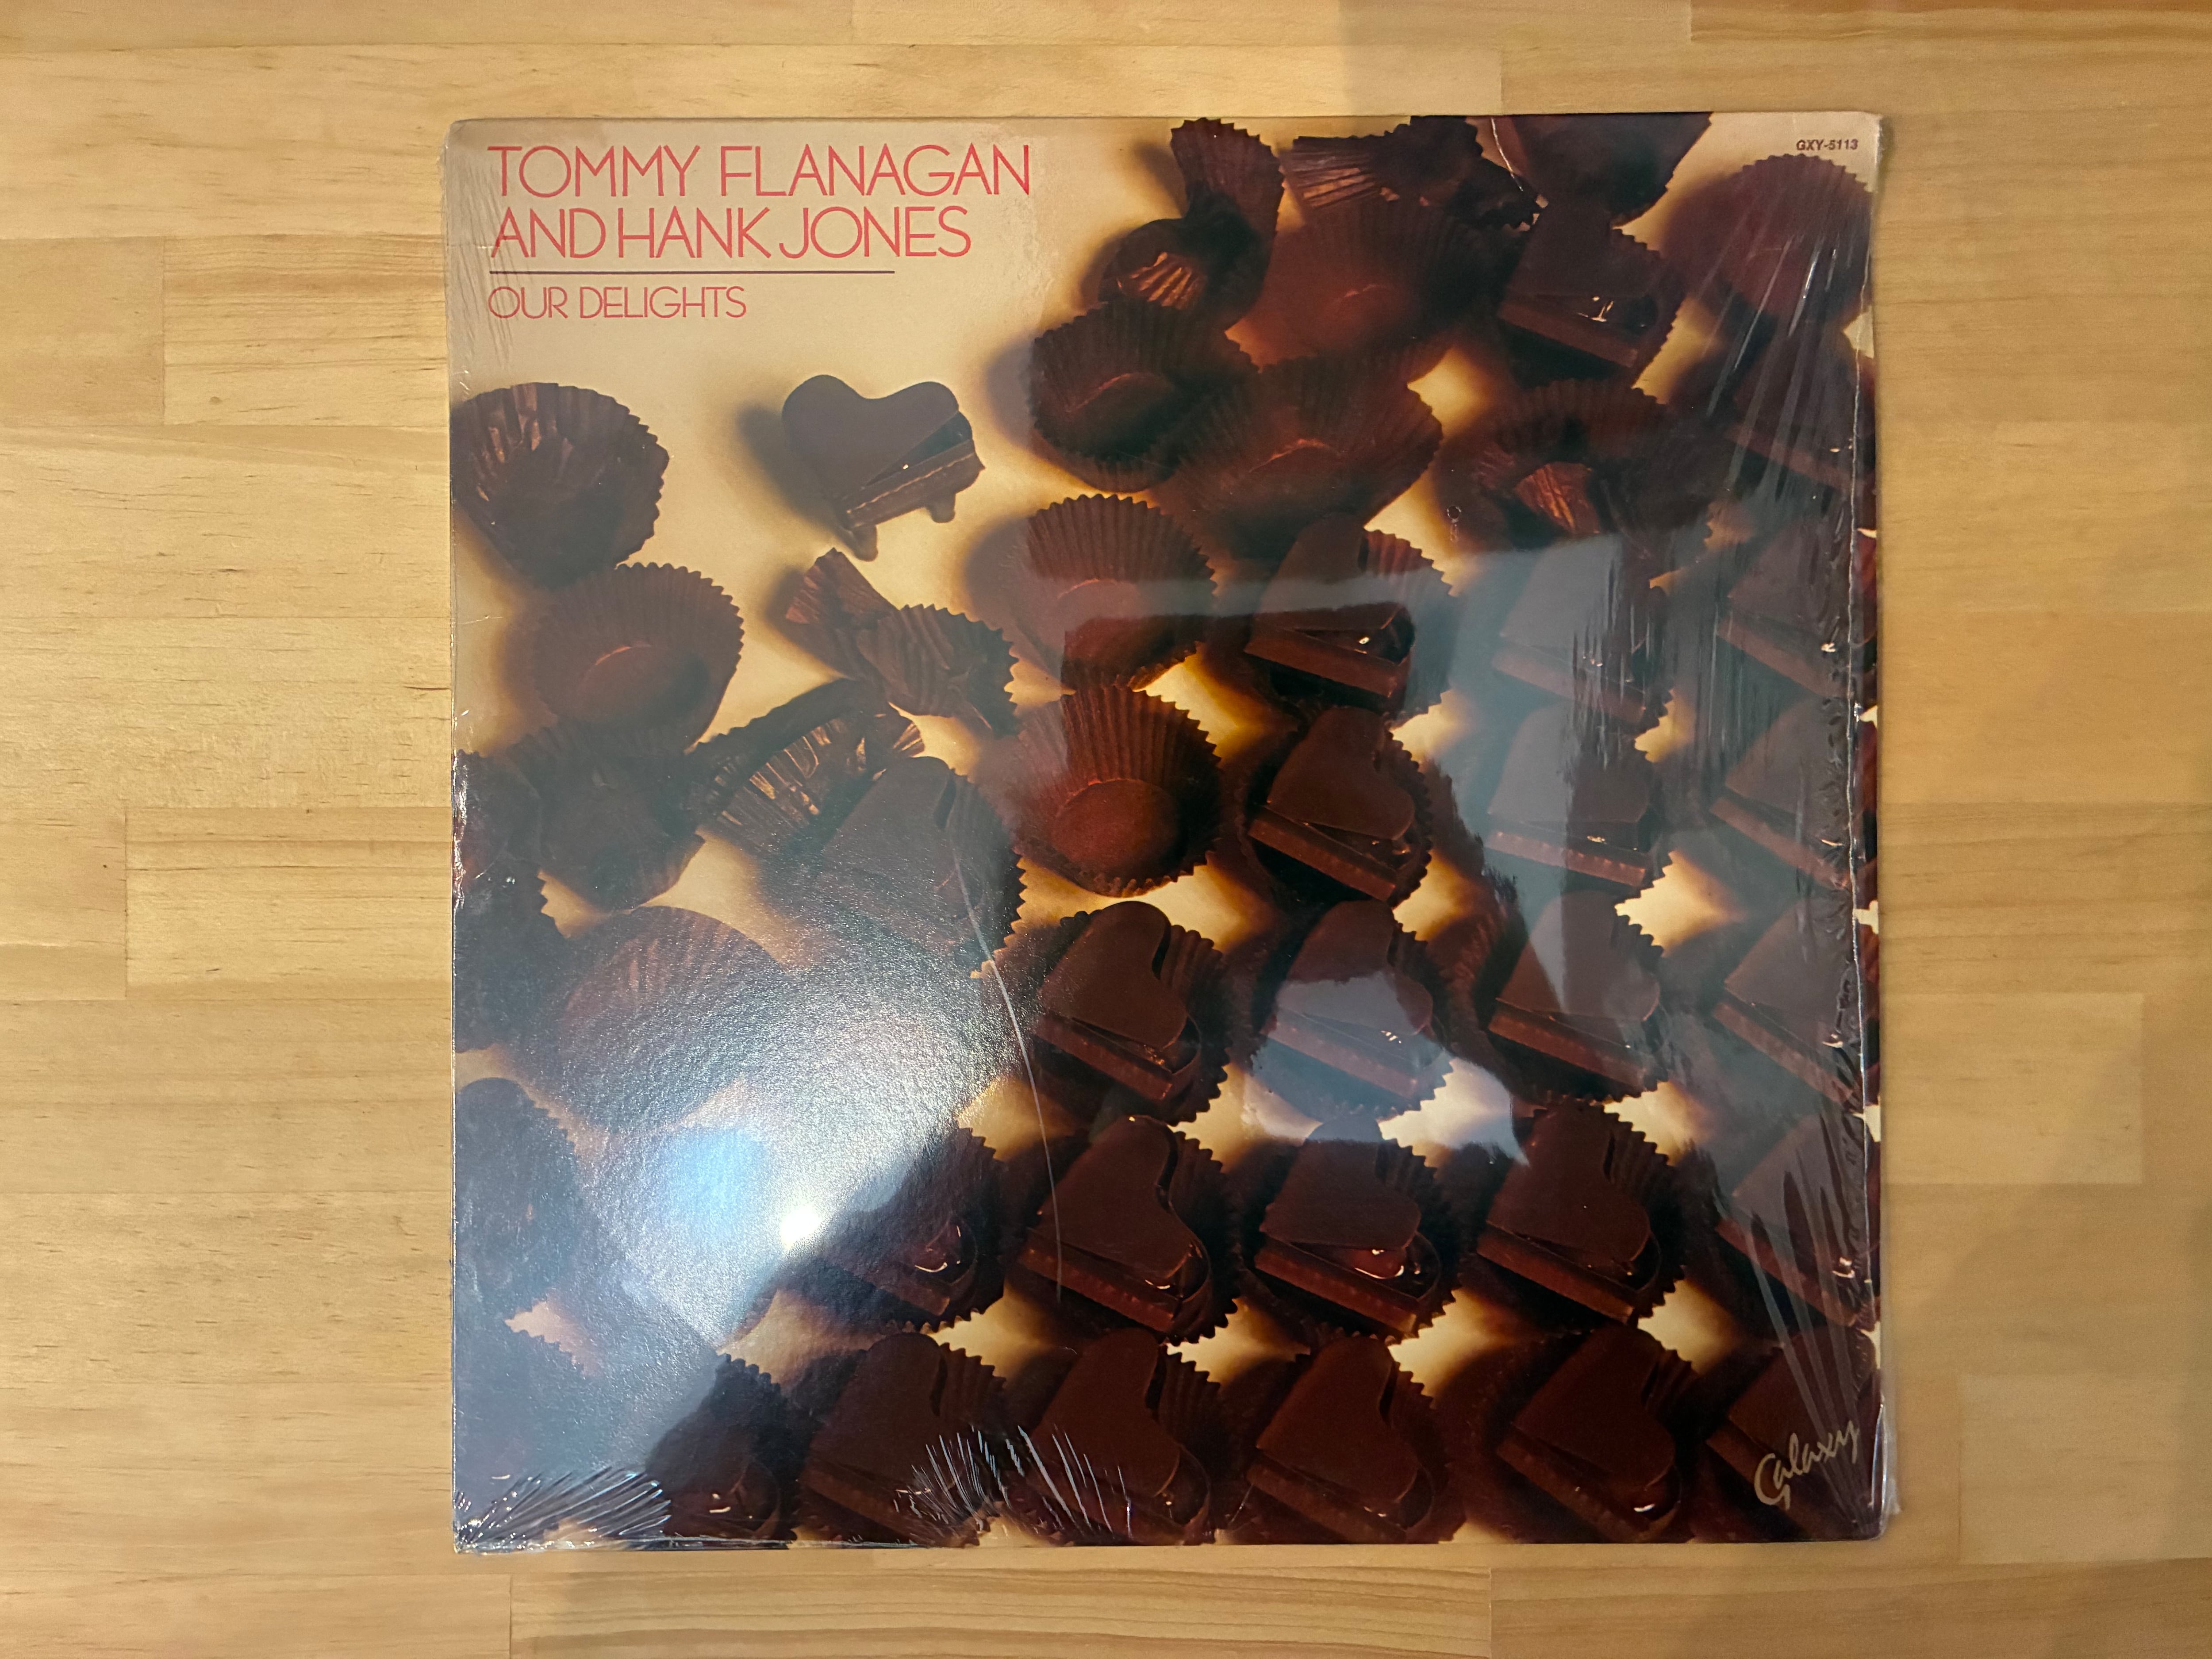 TOMMY FLANAGAN
AND HANK JONES
OUR DELIGHTS
GXY-5113
Galaxy